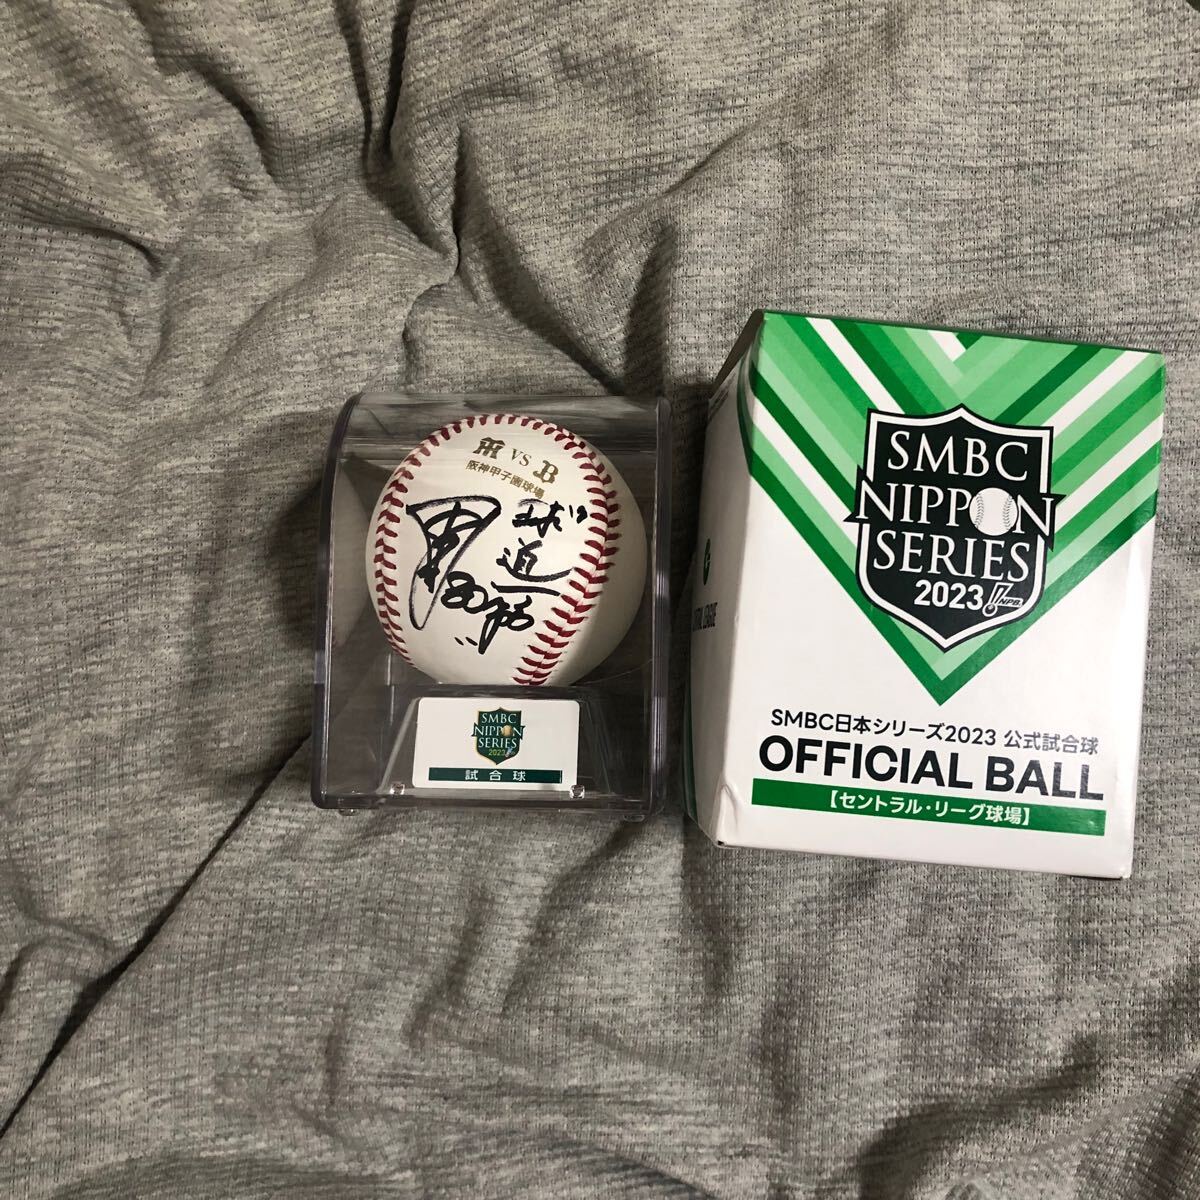 VS B
阪神甲子園球場
球
道
80
SMBC
NIPPON
SERIES
2023
試合球
SMBC
NIPPON
SERIES
2023 NPB
SMBC日本シリーズ2023 公式試合球
OFFICIAL BALL
【セントラル・リーグ球場】